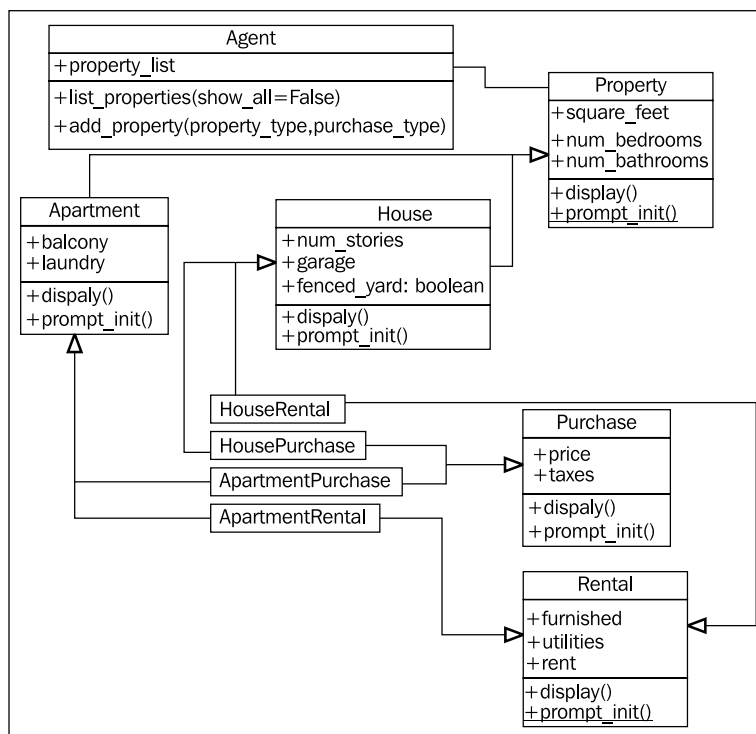 Agent
+property_list
+list_properties(show_all=False)
+add_property(property_type,purchase_type)
Property
+square_feet
+num_bedrooms
+num_bathrooms
+display()
+prompt_init()
Apartment
+balcony
+laundry
+dispaly()
+prompt_init()
House
+num_stories
+garage
+fenced_yard: boolean
+dispaly()
+prompt_init()
HouseRental
HousePurchase
ApartmentPurchase
ApartmentRental
Purchase
+price
+taxes
+dispaly()
+prompt_init()
Rental
+furnished
+utilities
+rent
+display()
+prompt_init()